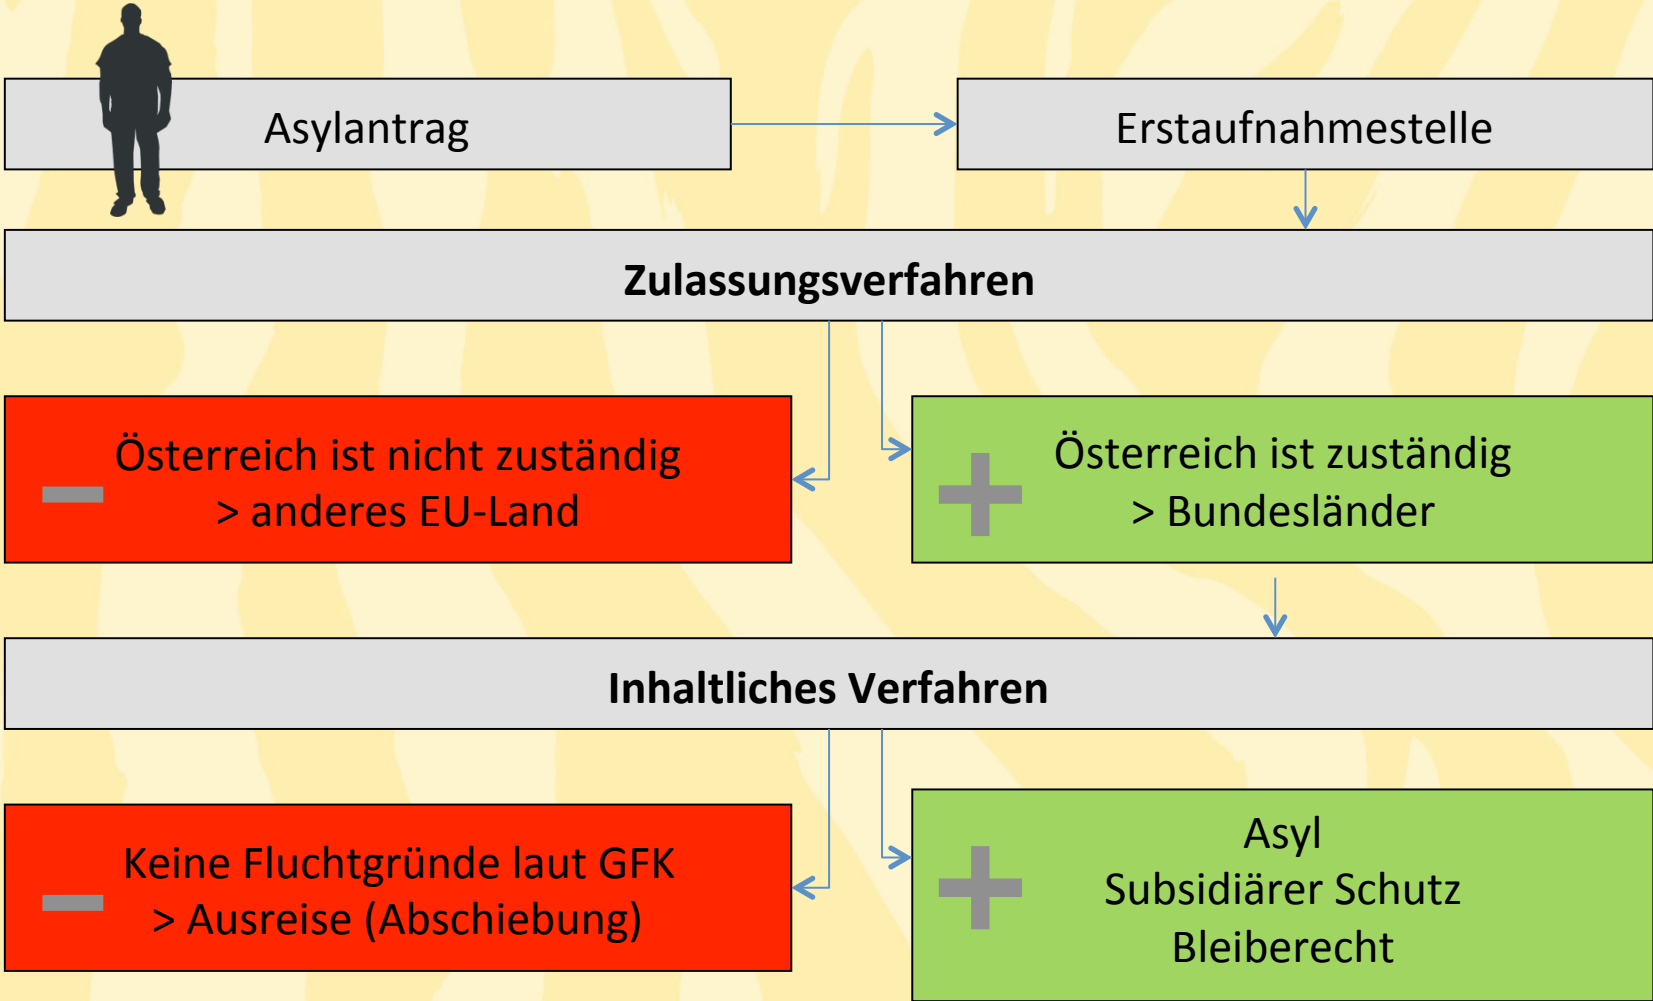 Asylantrag
Erstaufnahmestelle
Zulassungsverfahren
Österreich ist nicht zuständig
> anderes EU-Land
Österreich ist zuständig
> Bundesländer
Inhaltliches Verfahren
Keine Fluchtgründe laut GFK
> Ausreise (Abschiebung)
Asyl
Subsidiärer Schutz
Bleiberecht